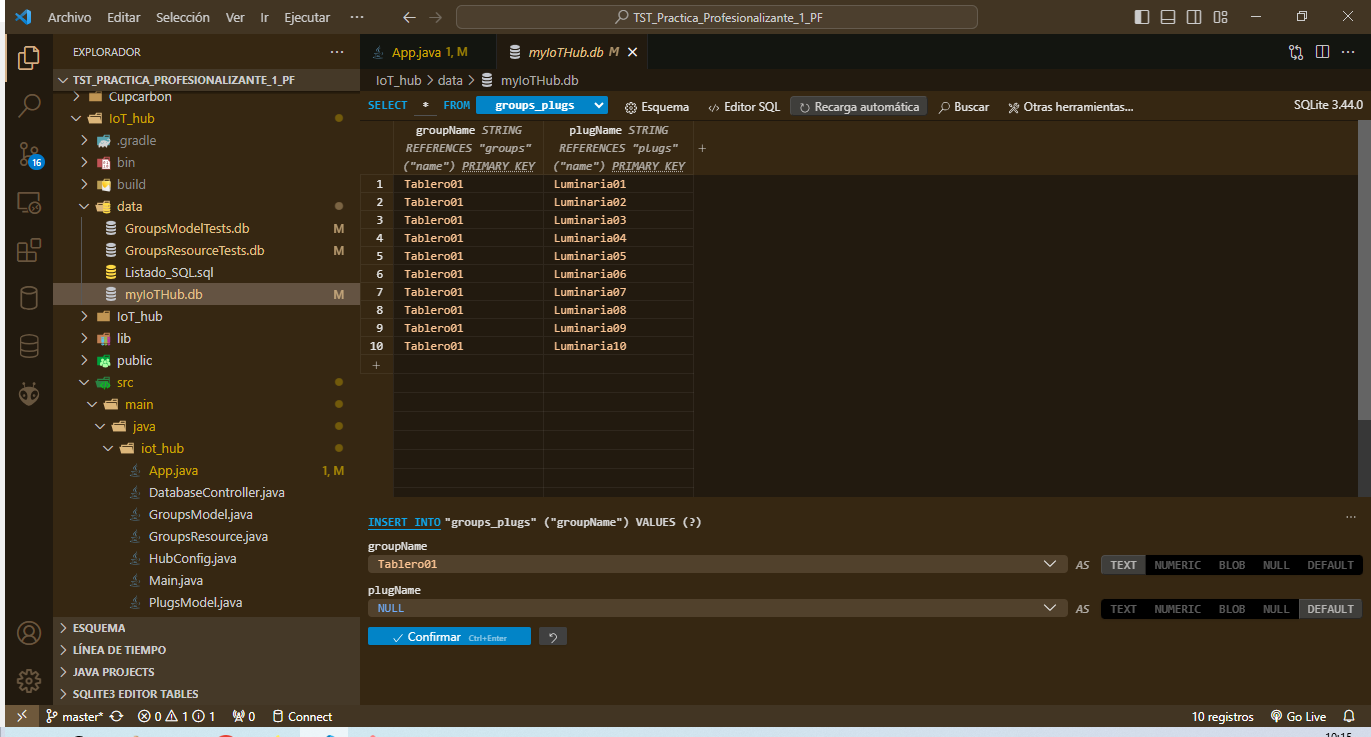 Archivo Editar Selección Ver Ir Ejecutar ··· TST_Practica_Profesionalizante_1_PF
EXPLORADOR ···
TST_PRACTICA_PROFESIONALIZANTE_1_PF
Cupcarbon
IoT_hub
.gradle
bin
build
data
GroupsModelTests.db M
GroupsResourceTests.db M
Listado_SQL.sql
myIoTHub.db M
IoT_hub
lib
public
src
main
java
iot_hub
App.java 1, M
DatabaseController.java
GroupsModel.java
GroupsResource.java
HubConfig.java
Main.java
PlugsModel.java
ESQUEMA
LÍNEA DE TIEMPO
JAVA PROJECTS
SQLITE3 EDITOR TABLES
16
App.java 1, M myIoTHub.db M
IoT_hub > data > myIoTHub.db
SELECT * FROM groups_plugs Esquema Editor SQL Recarga automática Buscar Otras herramientas... SQLite 3.44.0
groupName STRING REFERENCES "groups" ("name") PRIMARY KEY
plugName STRING REFERENCES "plugs" ("name") PRIMARY KEY
+
1 Tablero01 Luminaria01
2 Tablero01 Luminaria02
3 Tablero01 Luminaria03
4 Tablero01 Luminaria04
5 Tablero01 Luminaria05
6 Tablero01 Luminaria06
7 Tablero01 Luminaria07
8 Tablero01 Luminaria08
9 Tablero01 Luminaria09
10 Tablero01 Luminaria10
+
INSERT INTO "groups_plugs" ("groupName") VALUES (?) ···
groupName
Tablero01 AS TEXT NUMERIC BLOB NULL DEFAULT
plugName
NULL AS TEXT NUMERIC BLOB NULL DEFAULT
Confirmar Ctrl+Enter
master* 0 1 1 0 Connect 10 registros Go Live